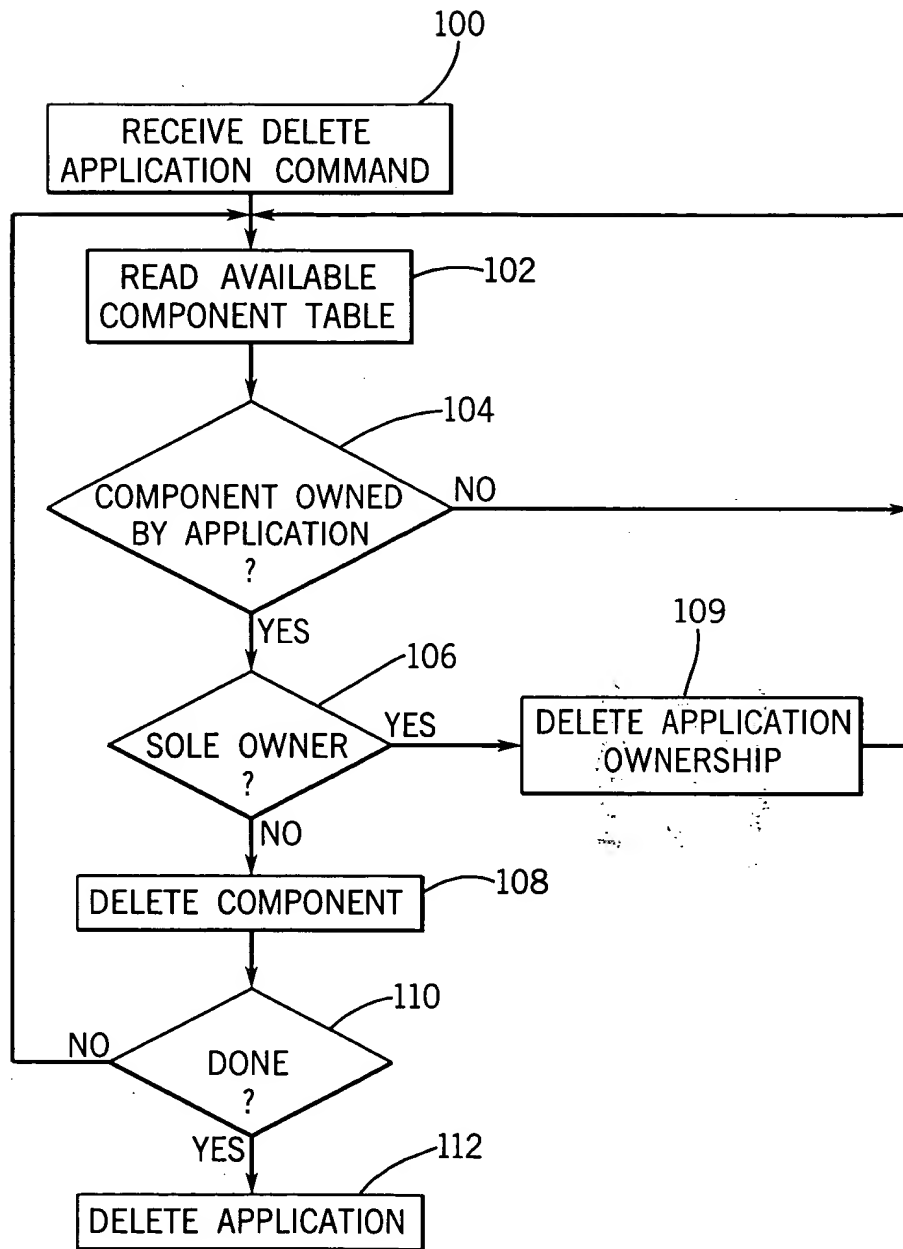 100
RECEIVE DELETE
APPLICATION COMMAND
READ AVAILABLE
COMPONENT TABLE
102
104
COMPONENT OWNED
BY APPLICATION
?
NO
YES
106
109
SOLE OWNER
?
YES
DELETE APPLICATION
OWNERSHIP
NO
DELETE COMPONENT
108
110
NO
DONE
?
YES
112
DELETE APPLICATION